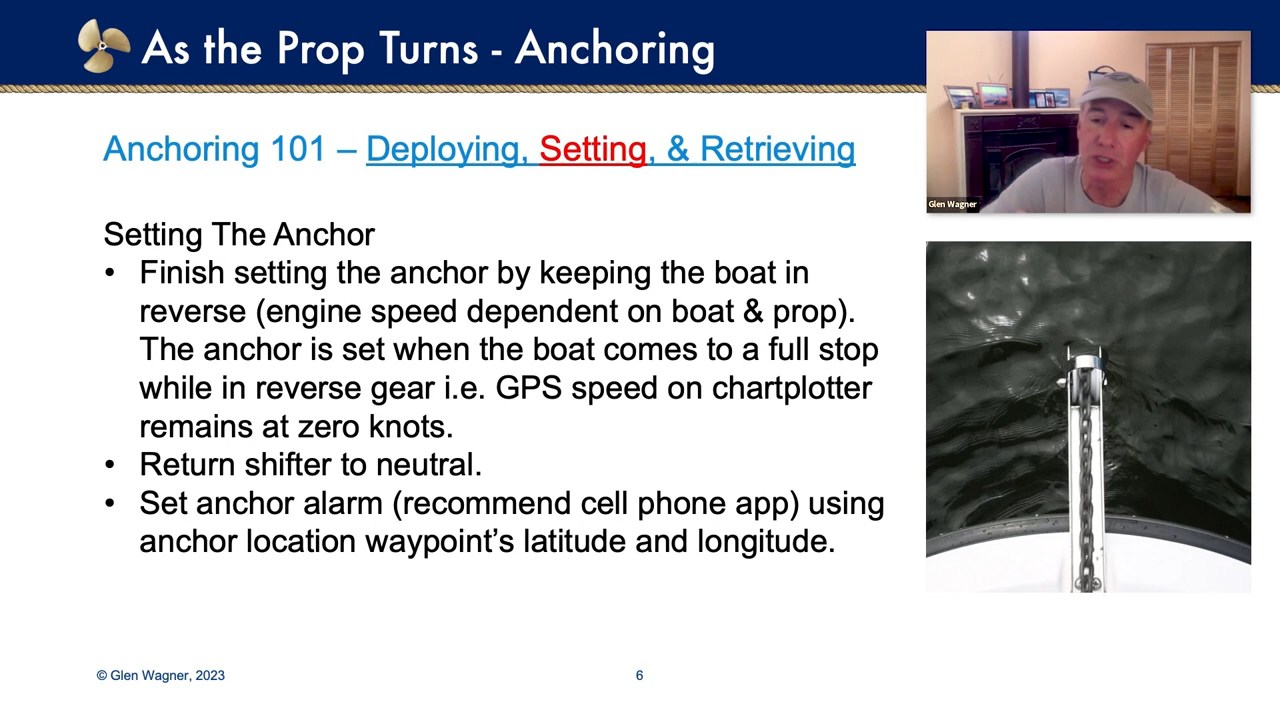 As the Prop Turns - Anchoring
Glen Wagner
Anchoring 101 – Deploying, Setting, & Retrieving
Setting The Anchor
• Finish setting the anchor by keeping the boat in
reverse (engine speed dependent on boat & prop).
The anchor is set when the boat comes to a full stop
while in reverse gear i.e. GPS speed on chartplotter
remains at zero knots.
• Return shifter to neutral.
• Set anchor alarm (recommend cell phone app) using
anchor location waypoint’s latitude and longitude.
© Glen Wagner, 2023
6